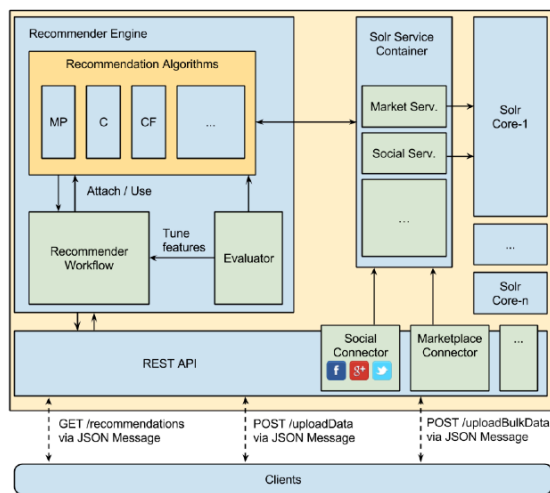 Recommender Engine
Recommendation Algorithms
MP
C
CF
...
Attach / Use
Recommender
Workflow
Tune
features
Evaluator
Solr Service
Container
Market Serv.
Social Serv.
...
Solr
Core-1
...
Solr
Core-n
REST API
Social
Connector
f
g+
Marketplace
Connector
...
GET /recommendations
via JSON Message
POST /uploadData
via JSON Message
POST /uploadBulkData
via JSON Message
Clients